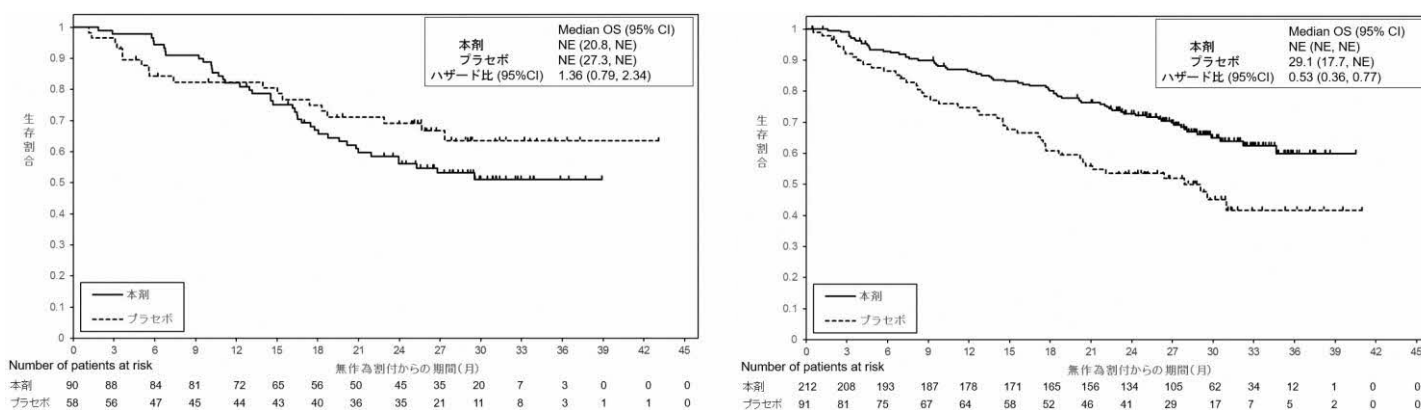 Median OS (95% CI)
本剤 NE (20.8, NE)
プラセボ NE (27.3, NE)
ハザード比 (95%CI) 1.36 (0.79, 2.34)
1
0.9
0.8
0.7
0.6
0.5
0.4
0.3
0.2
0.1
0
生存割合
本剤
プラセボ
0 3 6 9 12 15 18 21 24 27 30 33 36 39 42 45
無作為割付からの期間(月)
Number of patients at risk
本剤 90 88 84 81 72 65 56 50 45 35 20 7 3 0 0 0
プラセボ 58 56 47 45 44 43 40 36 35 21 11 8 3 1 1 0
Median OS (95% CI)
本剤 NE (NE, NE)
プラセボ 29.1 (17.7, NE)
ハザード比 (95%CI) 0.53 (0.36, 0.77)
1
0.9
0.8
0.7
0.6
0.5
0.4
0.3
0.2
0.1
0
生存割合
本剤
プラセボ
0 3 6 9 12 15 18 21 24 27 30 33 36 39 42 45
無作為割付からの期間(月)
Number of patients at risk
本剤 212 208 193 187 178 171 165 156 134 105 62 34 12 1 0 0
プラセボ 91 81 75 67 64 58 52 46 41 29 17 7 5 2 0 0